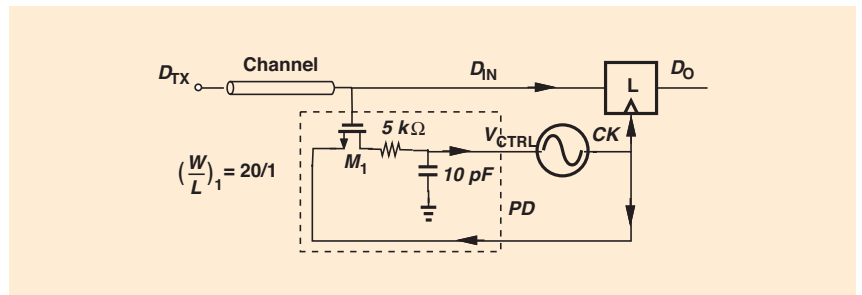 Channel
D_TX
D_IN
L
D_O
5 kΩ
V_CTRL
CK
M_1
(W/L)_1 = 20/1
10 pF
PD